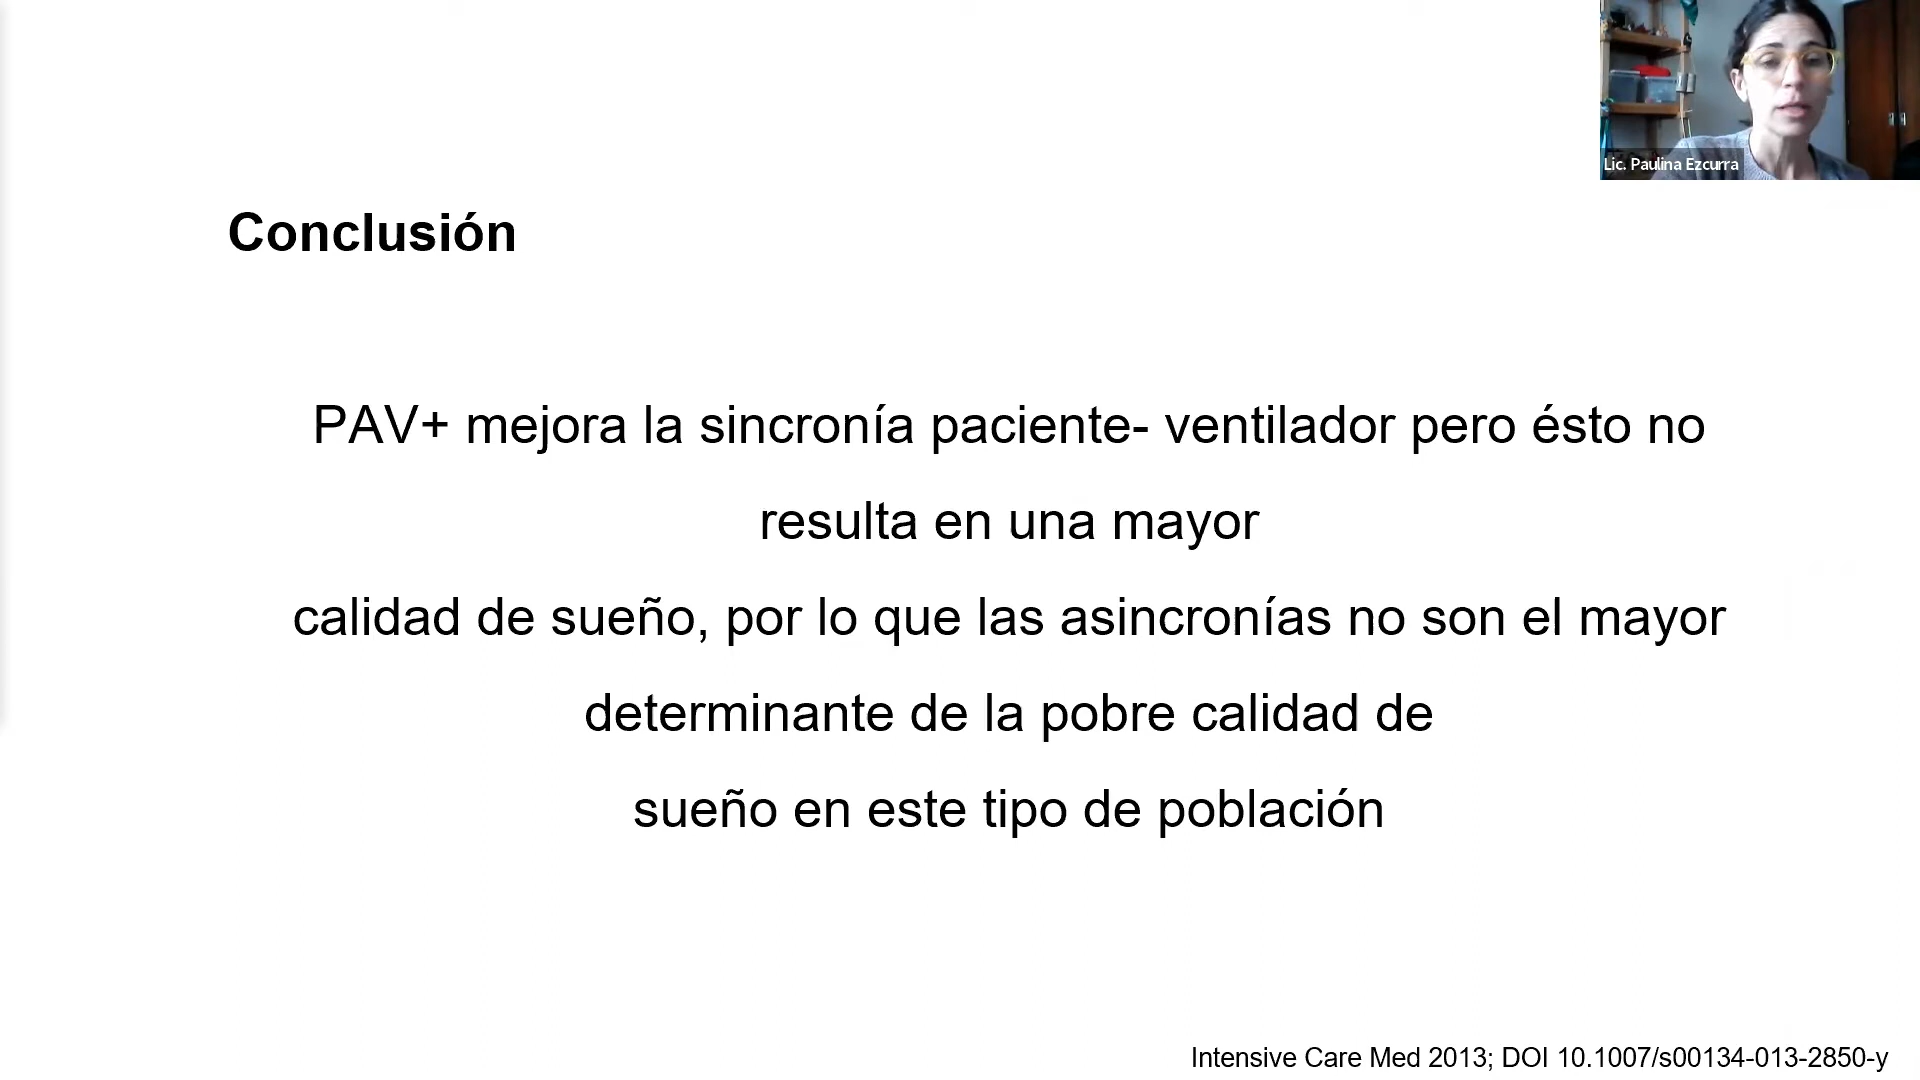 Lic. Paulina Ezcurra
Conclusión
PAV+ mejora la sincronía paciente- ventilador pero ésto no
resulta en una mayor
calidad de sueño, por lo que las asincronías no son el mayor
determinante de la pobre calidad de
sueño en este tipo de población
Intensive Care Med 2013; DOI 10.1007/s00134-013-2850-y